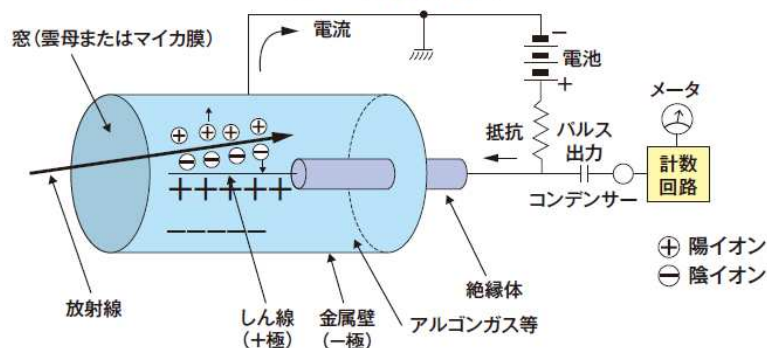 窓（雲母またはマイカ膜）
電流
−
電池
+
メータ
抵抗
パルス
出力
計数
回路
コンデンサー
+ + + +
− − − −
+ + + + +
− − − − −
⊕ 陽イオン
⊖ 陰イオン
放射線
しん線
（＋極）
金属壁
（−極）
アルゴンガス等
絶縁体